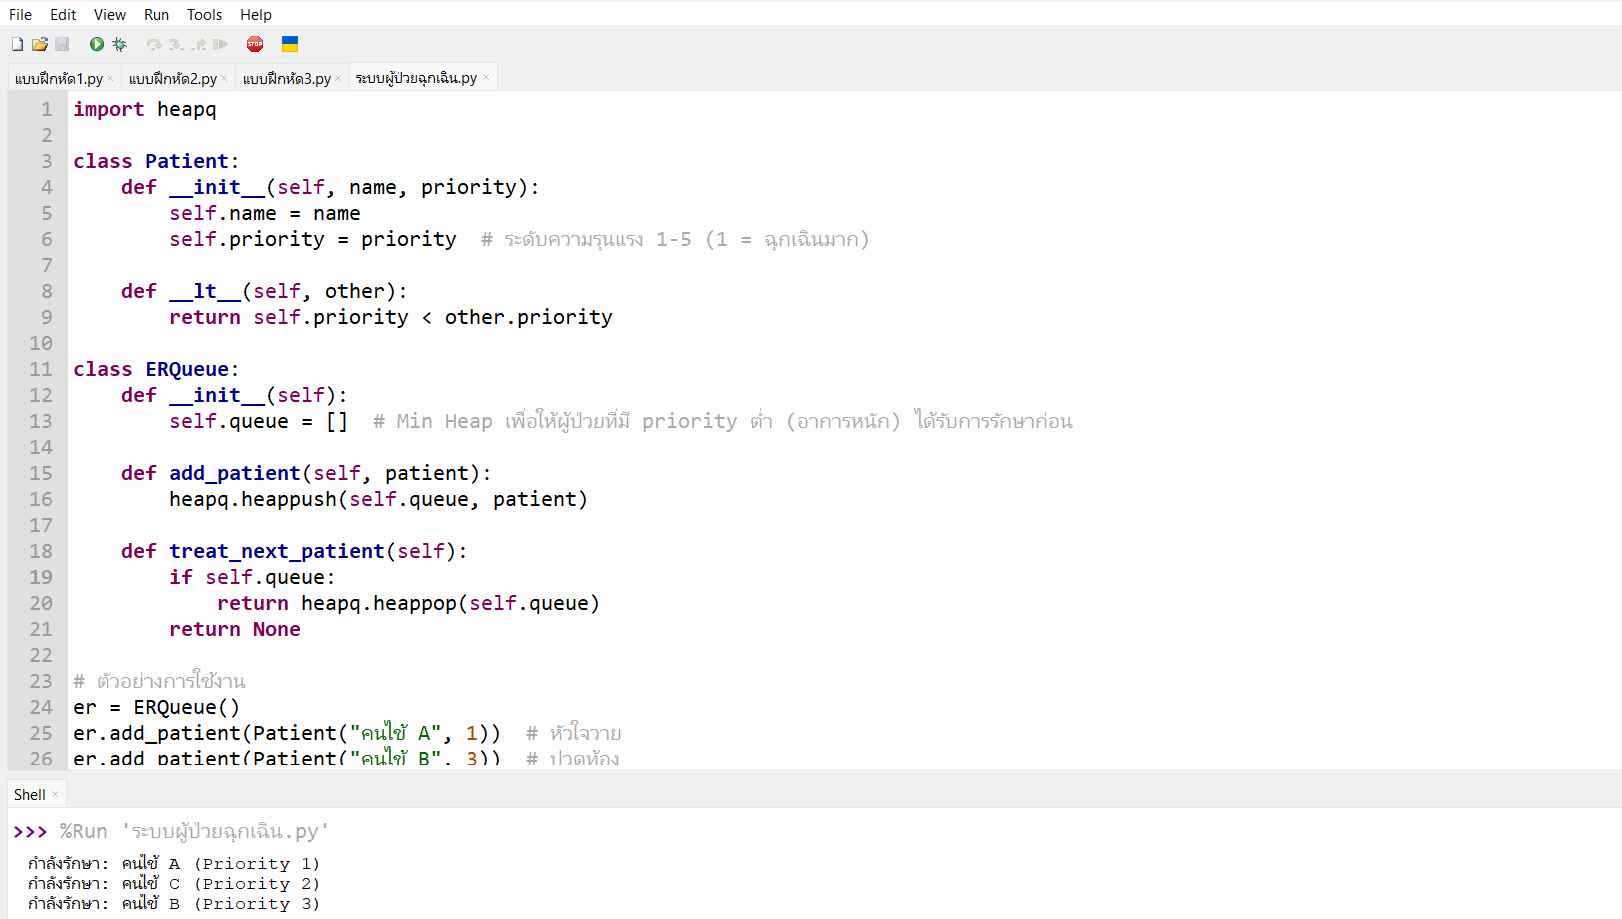 File Edit View Run Tools Help
แบบฝึกหัด1.py × แบบฝึกหัด2.py × แบบฝึกหัด3.py × ระบบผู้ป่วยฉุกเฉิน.py ×
1 import heapq
2
3 class Patient:
4     def __init__(self, name, priority):
5         self.name = name
6         self.priority = priority  # ระดับความรุนแรง 1-5 (1 = ฉุกเฉินมาก)
7
8     def __lt__(self, other):
9         return self.priority < other.priority
10
11 class ERQueue:
12     def __init__(self):
13         self.queue = []  # Min Heap เพื่อให้ผู้ป่วยที่มี priority ต่ำ (อาการหนัก) ได้รับการรักษาก่อน
14
15     def add_patient(self, patient):
16         heapq.heappush(self.queue, patient)
17
18     def treat_next_patient(self):
19         if self.queue:
20             return heapq.heappop(self.queue)
21         return None
22
23 # ตัวอย่างการใช้งาน
24 er = ERQueue()
25 er.add_patient(Patient("คนไข้ A", 1))  # หัวใจวาย
26 er.add_patient(Patient("คนไข้ B", 3))  # ปวดท้อง
Shell ×
>>> %Run 'ระบบผู้ป่วยฉุกเฉิน.py'
กำลังรักษา: คนไข้ A (Priority 1)
กำลังรักษา: คนไข้ C (Priority 2)
กำลังรักษา: คนไข้ B (Priority 3)